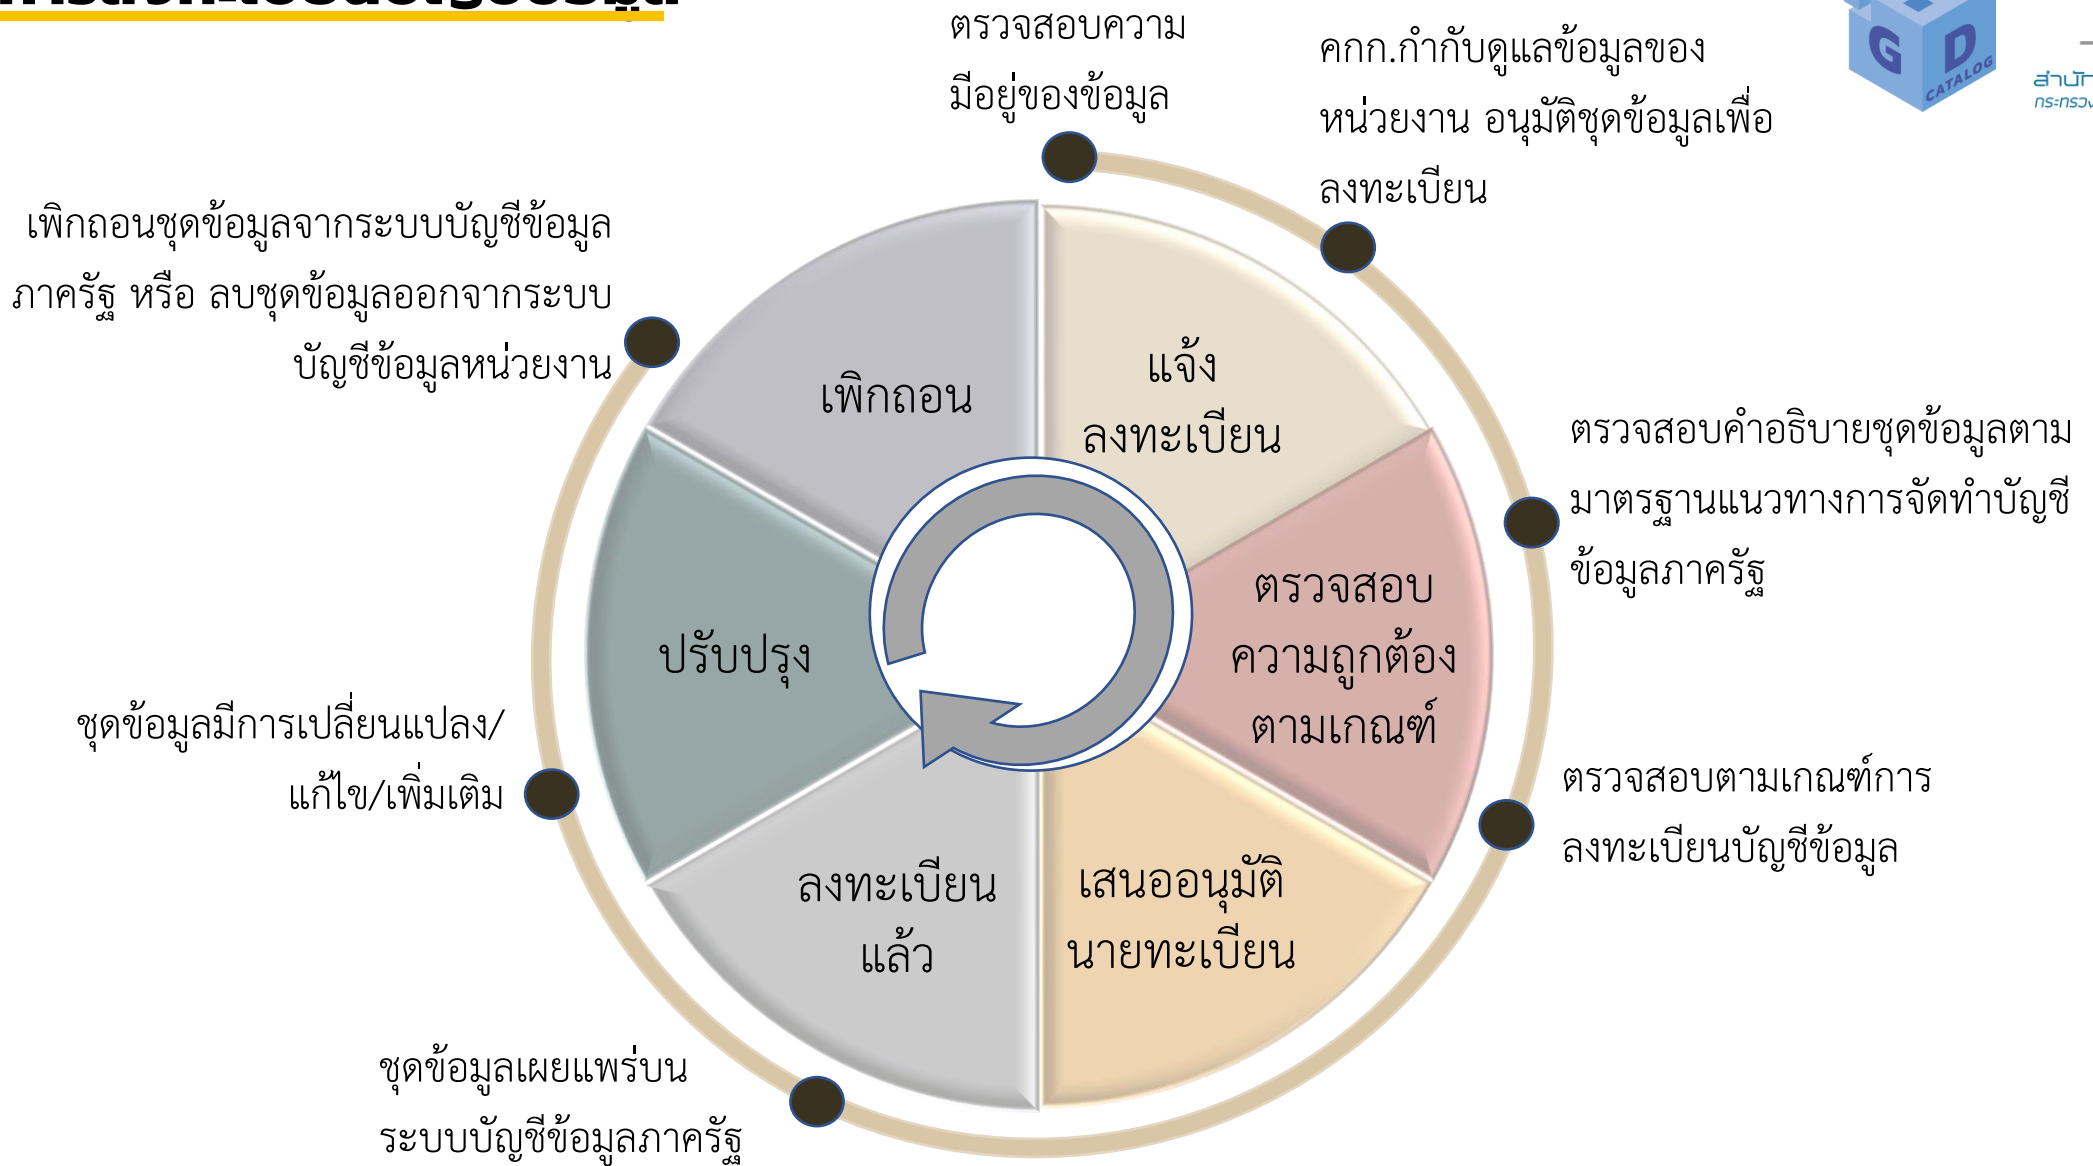 ตรวจสอบความ
มีอยู่ของข้อมูล
คกก.กำกับดูแลข้อมูลของ
หน่วยงาน อนุมัติชุดข้อมูลเพื่อ
ลงทะเบียน
G D
CATALOG
เพิกถอนชุดข้อมูลจากระบบบัญชีข้อมูล
ภาครัฐ หรือ ลบชุดข้อมูลออกจากระบบ
บัญชีข้อมูลหน่วยงาน
เพิกถอน
แจ้ง
ลงทะเบียน
ตรวจสอบคำอธิบายชุดข้อมูลตาม
มาตรฐานแนวทางการจัดทำบัญชี
ข้อมูลภาครัฐ
ตรวจสอบ
ความถูกต้อง
ตามเกณฑ์
ปรับปรุง
ชุดข้อมูลมีการเปลี่ยนแปลง/
แก้ไข/เพิ่มเติม
ตรวจสอบตามเกณฑ์การ
ลงทะเบียนบัญชีข้อมูล
ลงทะเบียน
แล้ว
เสนออนุมัติ
นายทะเบียน
ชุดข้อมูลเผยแพร่บน
ระบบบัญชีข้อมูลภาครัฐ